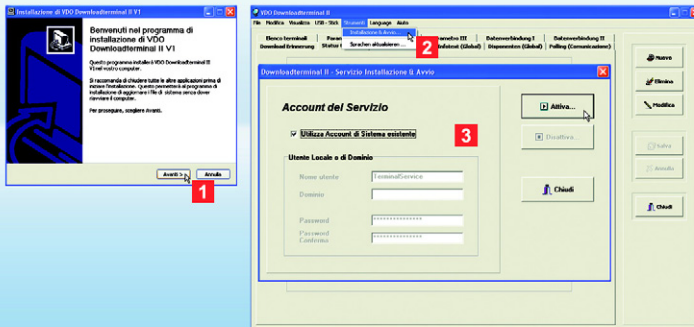 Installazione di VDO Downloadterminal II V1
Benvenuti nel programma di
installazione di VDO
Downloadterminal II V1
Questo programma installerà VDO Downloadterminal II
V1 nel vostro computer.
Si raccomanda di chiudere tutte le altre applicazioni prima di
iniziare l'installazione. Questo permetterà al programma di
installazione di aggiornare i file di sistema senza dover
riavviare il computer.
Per proseguire, scegliere Avanti.
Avanti >
Annulla
1
VDO Downloadterminal II
File Modifica Visualizza USB - Stick Strumenti Language Aiuto
Installazione & Avvio...
Sprachen aktualisieren ...
2
Elenco terminali
Parametro III
Datenverbindung I
Datenverbindung II
Download Erinnerung
Infotext (Global)
Disponenten (Global)
Polling (Comunicazione)
Downloadterminal II - Servizio Installazione & Avvio
Account del Servizio
Utilizza Account di Sistema esistente
3
Utente Locale o di Dominio
Nome utente
TerminalService
Dominio
Password
***************
Password
Conferma
***************
Attiva...
Disattiva...
Chiudi
Nuovo
Elimina
Modifica
Salva
Annulla
Chiudi